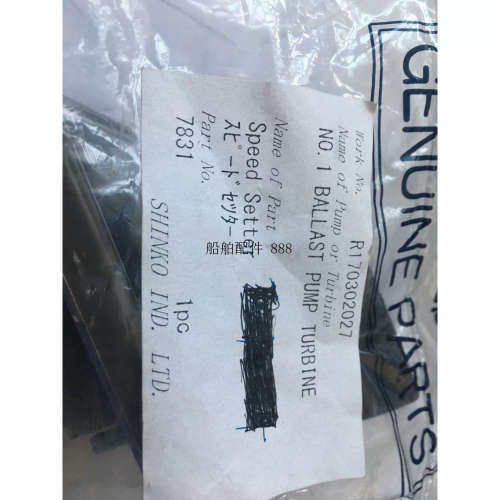 GENUINE PARTS
Work No. R170302027
Name of Pump or Turbine
NO. 1 BALLAST PUMP TURBINE
Name of Part
Speed Setter
スピードセッター
Part No.
7831 1pc
SHINKO IND. LTD.
船舶配件 888